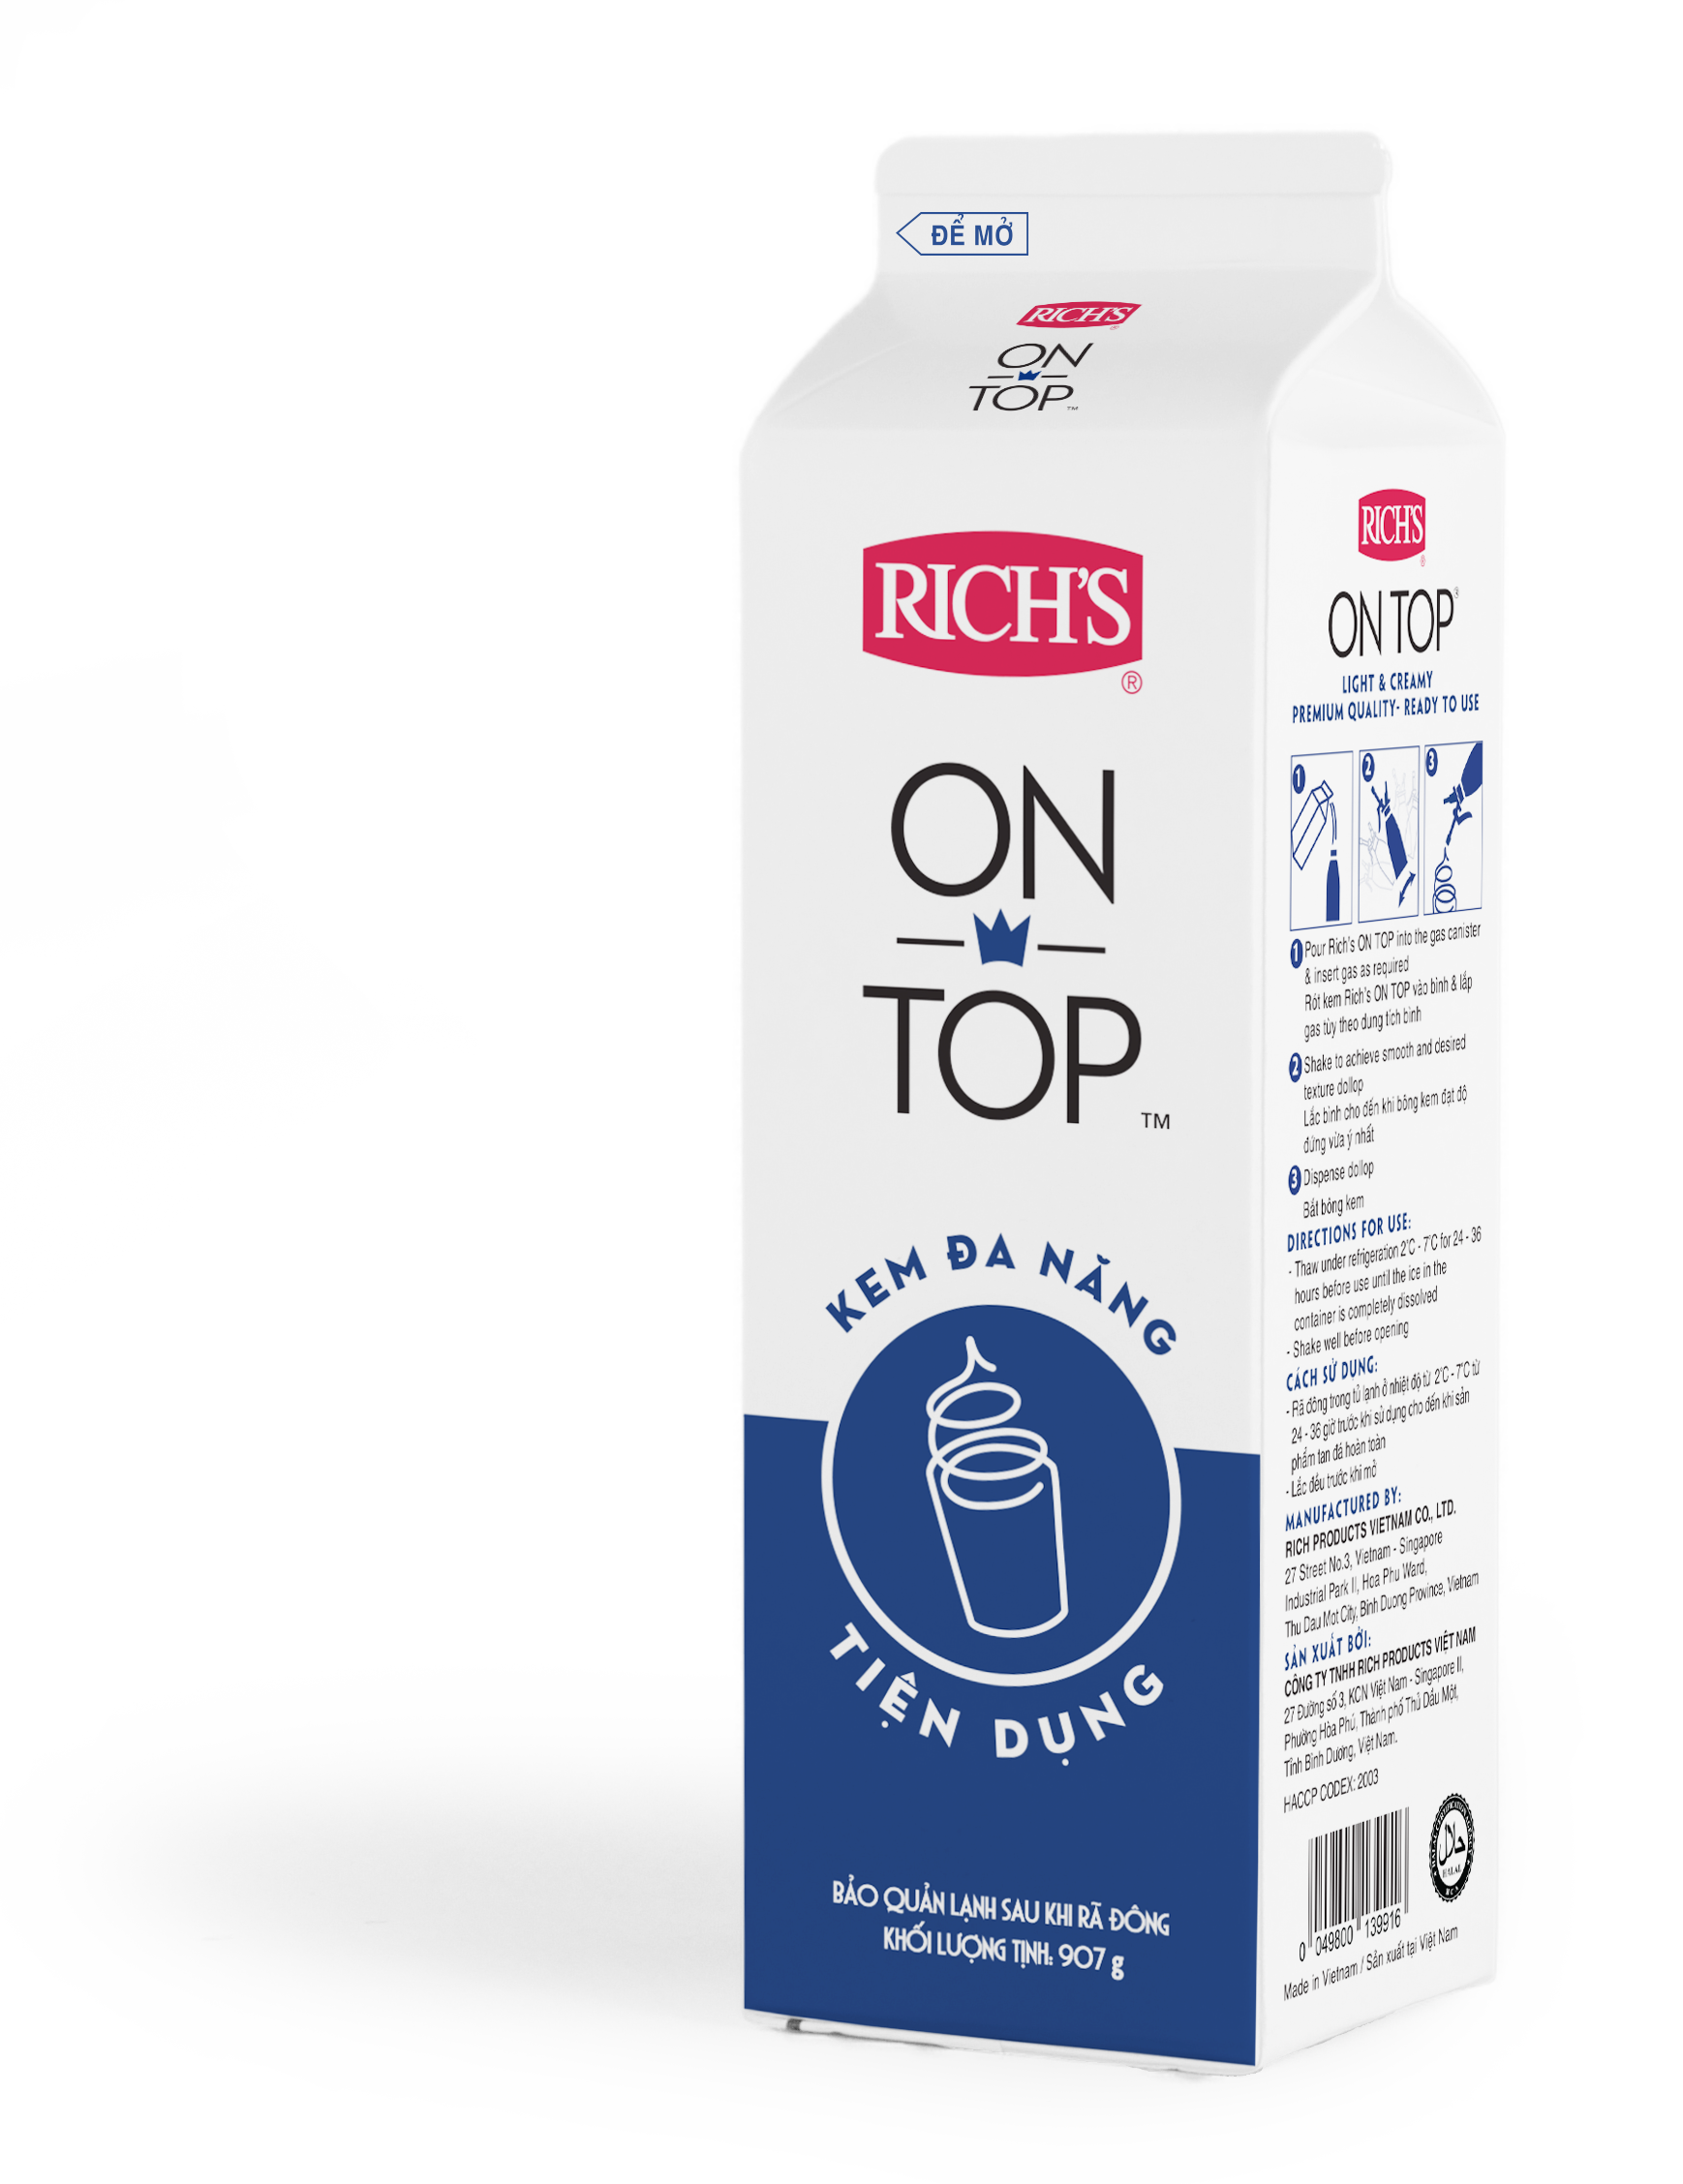 ĐỂ MỞ
RICH'S
®
ON
TOP™
RICH'S
®
ON
TOP
TM
KEM ĐA NĂNG
TIỆN DỤNG
BẢO QUẢN LẠNH SAU KHI RÃ ĐÔNG
KHỐI LƯỢNG TỊNH: 907 g
RICH'S
®
ON TOP®
LIGHT & CREAMY
PREMIUM QUALITY- READY TO USE
1 2 3
1 Pour Rich's ON TOP into the gas canister
& insert gas as required
Rót kem Rich's ON TOP vào bình & lắp
gas tùy theo dung tích bình
2 Shake to achieve smooth and desired
texture dollop
Lắc bình cho đến khi bông kem đạt độ
đứng vừa ý nhất
3 Dispense dollop
Bắt bông kem
DIRECTIONS FOR USE:
- Thaw under refrigeration 2°C - 7°C for 24 - 36
hours before use until the ice in the
container is completely dissolved
- Shake well before opening
CÁCH SỬ DỤNG:
- Rã đông trong tủ lạnh ở nhiệt độ từ 2°C - 7°C từ
24 - 36 giờ trước khi sử dụng cho đến khi sản
phẩm tan đá hoàn toàn
- Lắc đều trước khi mở
MANUFACTURED BY:
RICH PRODUCTS VIETNAM CO., LTD.
27 Street No.3, Vietnam - Singapore
Industrial Park II, Hoa Phu Ward,
Thu Dau Mot City, Binh Duong Province, Vietnam
SẢN XUẤT BỞI:
CÔNG TY TNHH RICH PRODUCTS VIỆT NAM
27 Đường số 3, KCN Việt Nam - Singapore II,
Phường Hòa Phú, Thành phố Thủ Dầu Một,
Tỉnh Bình Dương, Việt Nam.
HACCP CODEX: 2003
حلال
HALAL
0 049800 139916
Made in Vietnam / Sản xuất tại Việt Nam